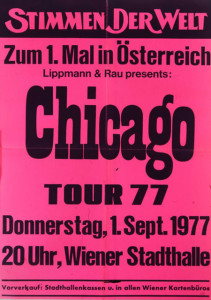 STIMMEN DER WELT
Zum 1. Mal in Österreich
Lippmann & Rau presents:
Chicago
TOUR 77
Donnerstag, 1. Sept. 1977
20 Uhr, Wiener Stadthalle
Vorverkauf: Stadthallenkassen u. in allen Wiener Kartenbüros